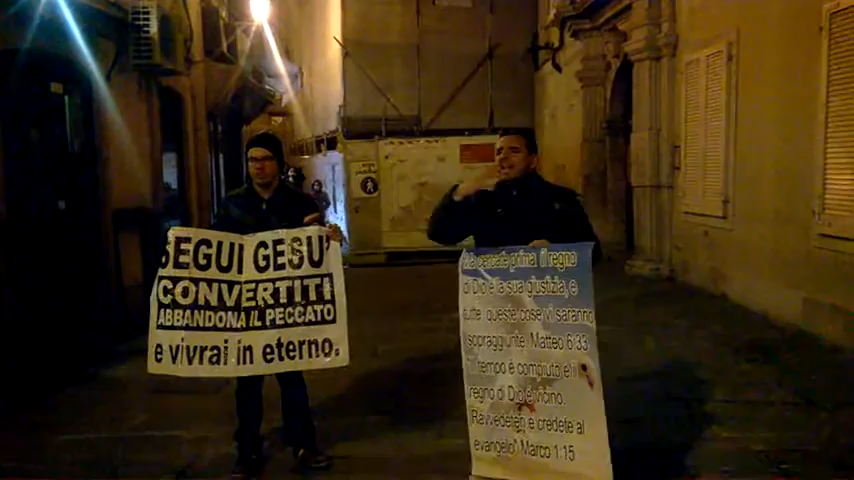 SEGUI GESU'
CONVERTITI
ABBANDONA IL PECCATO
e vivrai in eterno.
Ma cercate prima il regno
di Dio e la sua giustizia, e
tutte queste cose vi saranno
sopraggiunte. Matteo 6:33
"Il tempo è compiuto e il
regno di Dio è vicino.
Ravvedetevi e credete al
evangelo" Marco 1:15